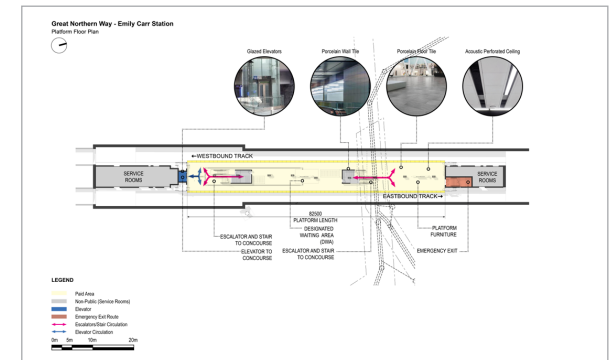 Great Northern Way - Emily Carr Station
Platform Floor Plan
Glazed Elevators
Porcelain Wall Tile
Porcelain Floor Tile
Acoustic Perforated Ceiling
←WESTBOUND TRACK
SERVICE
ROOMS
SERVICE
ROOMS
EASTBOUND TRACK→
82500
PLATFORM LENGTH
ESCALATOR AND STAIR
TO CONCOURSE
DESIGNATED
WAITING AREA
(DWA)
PLATFORM
FURNITURE
ELEVATOR TO
CONCOURSE
ESCALATOR AND STAIR
TO CONCOURSE
EMERGENCY EXIT
LEGEND
Paid Area
Non-Public (Service Rooms)
Elevator
Emergency Exit Route
Escalators/Stair Circulation
Elevator Circulation
0m 5m 10m 20m